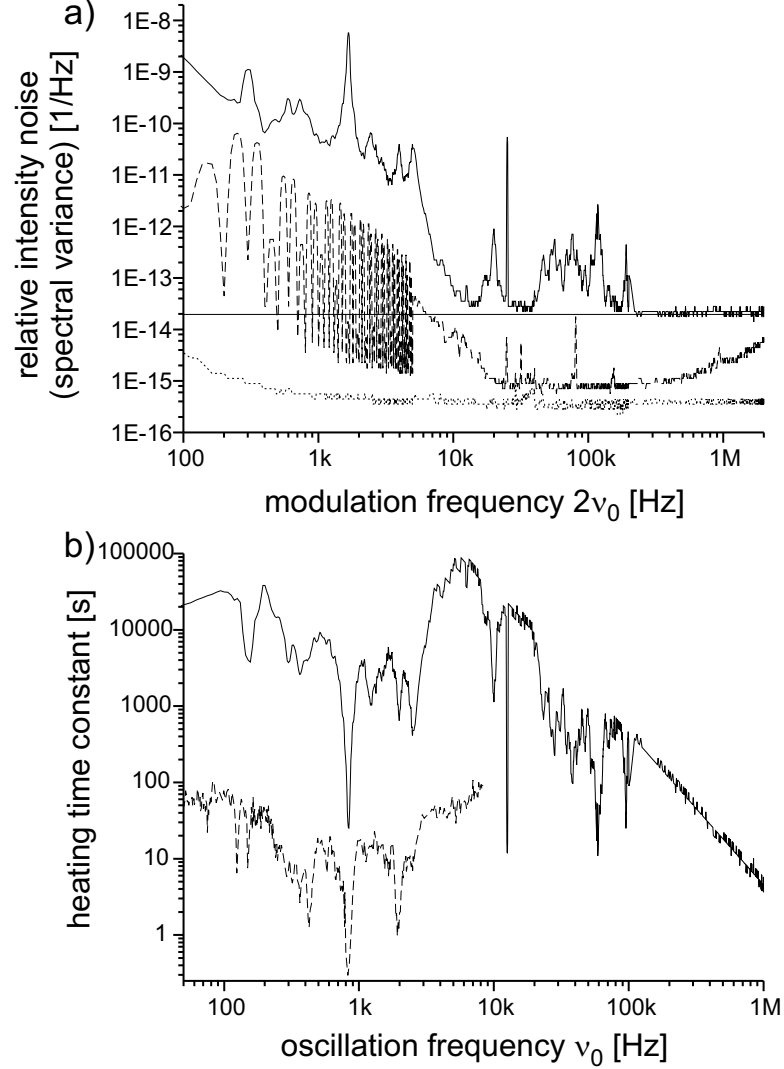 a)
1E-8
1E-9
1E-10
1E-11
1E-12
1E-13
1E-14
1E-15
1E-16
relative intensity noise
(spectral variance) [1/Hz]
100
1k
10k
100k
1M
modulation frequency 2ν₀ [Hz]
b)
100000
10000
1000
100
10
1
heating time constant [s]
100
1k
10k
100k
1M
oscillation frequency ν₀ [Hz]